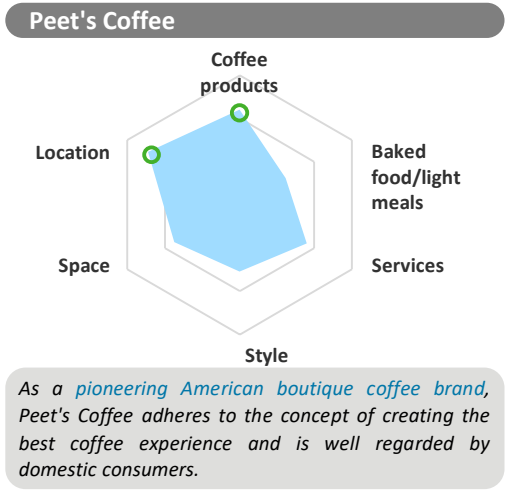 Peet's Coffee
Coffee
products
Location
Baked
food/light
meals
Space
Services
Style
As a pioneering American boutique coffee brand,
Peet's Coffee adheres to the concept of creating the
best coffee experience and is well regarded by
domestic consumers.